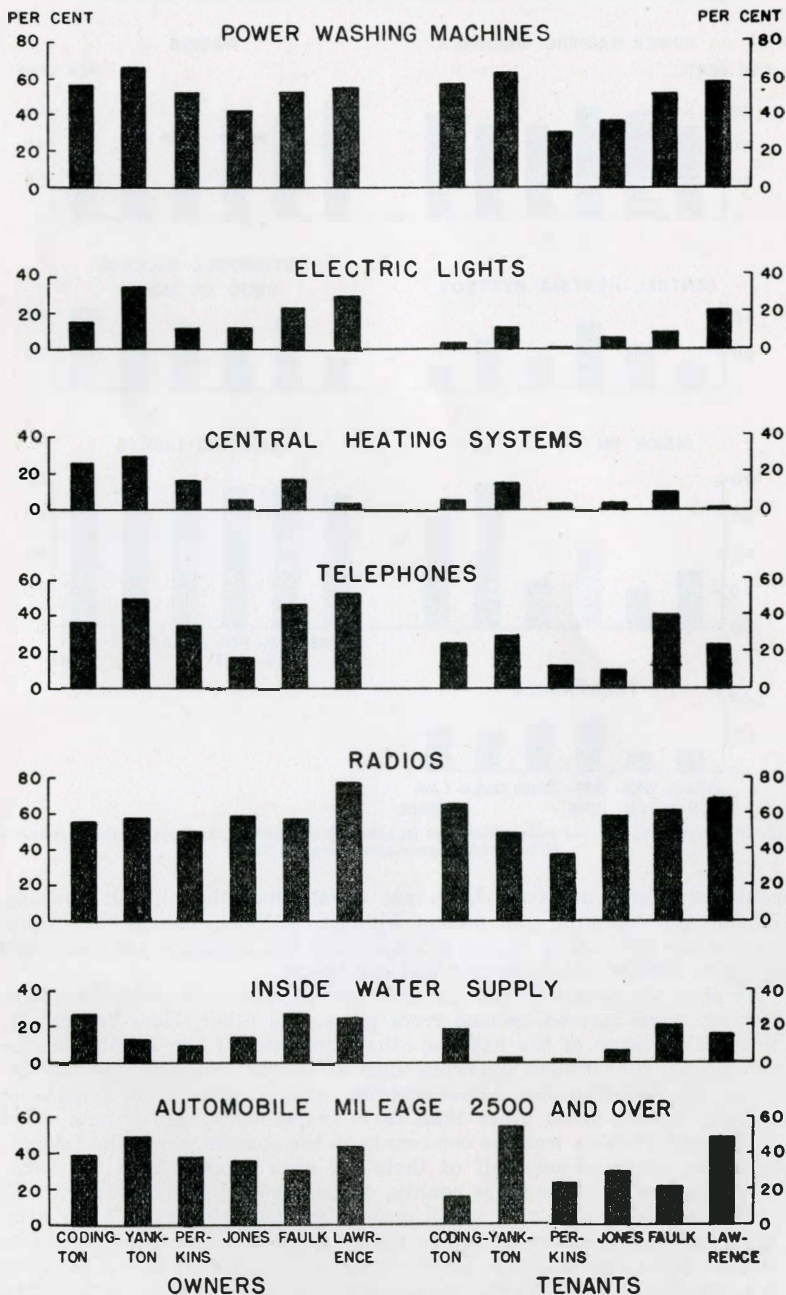 PER CENT PER CENT
POWER WASHING MACHINES
80 80
60 60
40 40
20 20
0 0
ELECTRIC LIGHTS
40 40
20 20
0 0
CENTRAL HEATING SYSTEMS
40 40
20 20
0 0
TELEPHONES
60 60
40 40
20 20
0 0
RADIOS
80 80
60 60
40 40
20 20
0 0
INSIDE WATER SUPPLY
40 40
20 20
0 0
AUTOMOBILE MILEAGE 2500 AND OVER
60 60
40 40
20 20
0 0
CODING- YANK- PER- JONES FAULK LAWR- CODING- YANK- PER- JONES FAULK LAW-
TON TON KINS ENCE TON TON KINS RENCE
OWNERS TENANTS